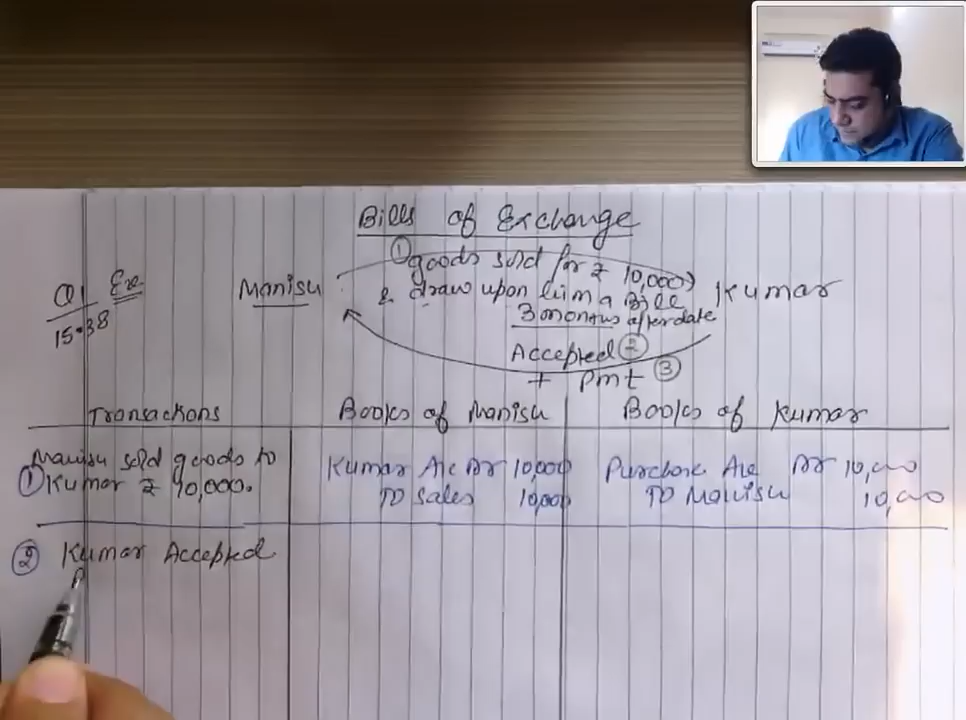 Bills of Exchange
Q1 Exe
15.38
Manish
① goods sold for ₹ 10,000)
& draw upon him a Bill
3 months after date
Kumar
Accepted ②
+ Pmt ③
Transactions
Books of Manish
Books of Kumar
Manish sold goods to
① Kumar ₹ 10,000.
Kumar A/c Dr 10,000
TO Sales 10,000
Purchase A/c Dr 10,000
TO Manish 10,000
② Kumar Accepted